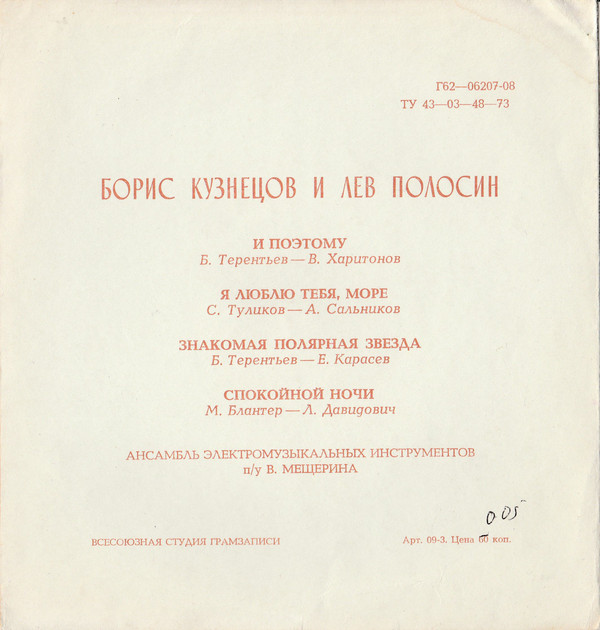 Г62—06207-08
ТУ 43—03—48—73
БОРИС КУЗНЕЦОВ И ЛЕВ ПОЛОСИН
И ПОЭТОМУ
Б. Терентьев — В. Харитонов
Я ЛЮБЛЮ ТЕБЯ, МОРЕ
С. Туликов — А. Сальников
ЗНАКОМАЯ ПОЛЯРНАЯ ЗВЕЗДА
Б. Терентьев — Е. Карасев
СПОКОЙНОЙ НОЧИ
М. Блантер — Л. Давидович
АНСАМБЛЬ ЭЛЕКТРОМУЗЫКАЛЬНЫХ ИНСТРУМЕНТОВ
п/у В. МЕЩЕРИНА
0 05
ВСЕСОЮЗНАЯ СТУДИЯ ГРАМЗАПИСИ
Арт. 09-3. Цена 60 коп.